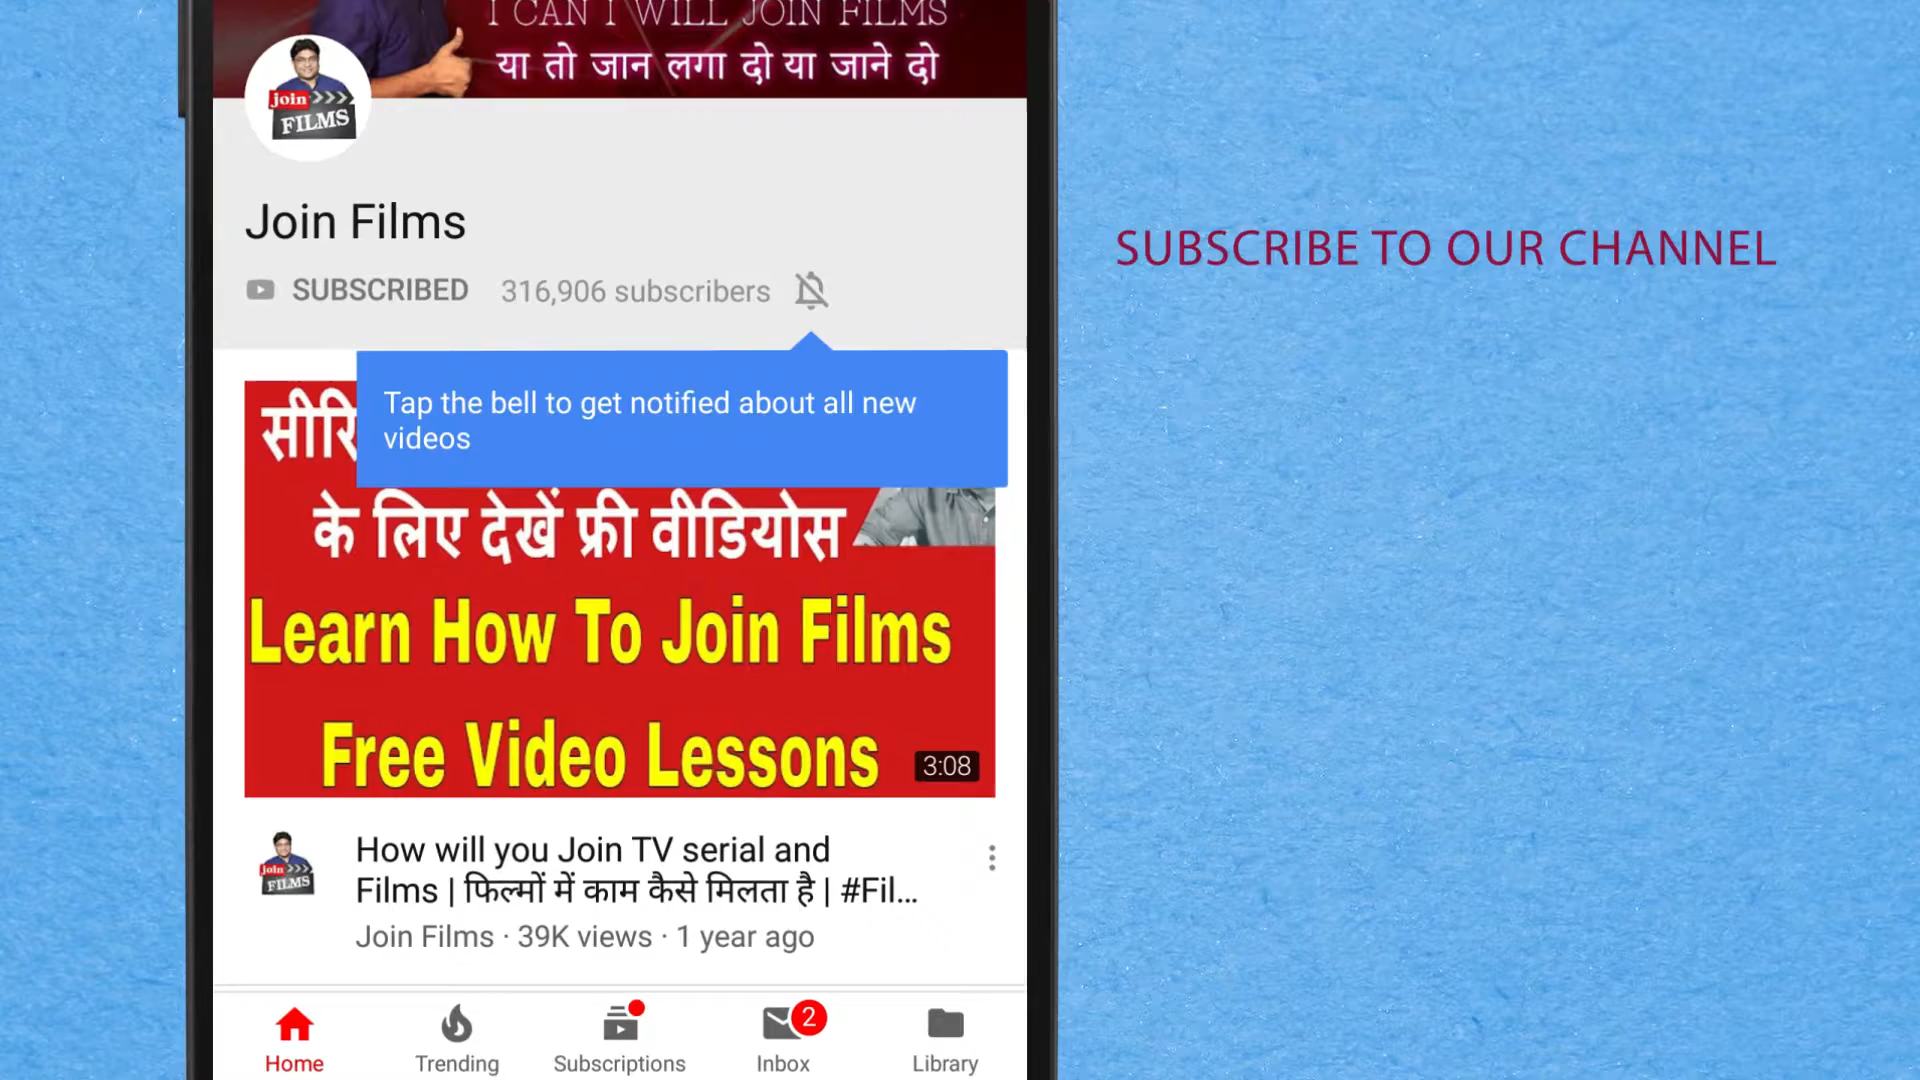 I CAN I WILL JOIN FILMS
या तो जान लगा दो या जाने दो
join
FILMS
Join Films
SUBSCRIBED 316,906 subscribers
SUBSCRIBE TO OUR CHANNEL
Tap the bell to get notified about all new
videos
के लिए देखें फ्री वीडियोस
Learn How To Join Films
Free Video Lessons
3:08
join
FILMS
How will you Join TV serial and
Films | फिल्मों में काम कैसे मिलता है | #Fil...
Join Films · 39K views · 1 year ago
2
Home Trending Subscriptions Inbox Library